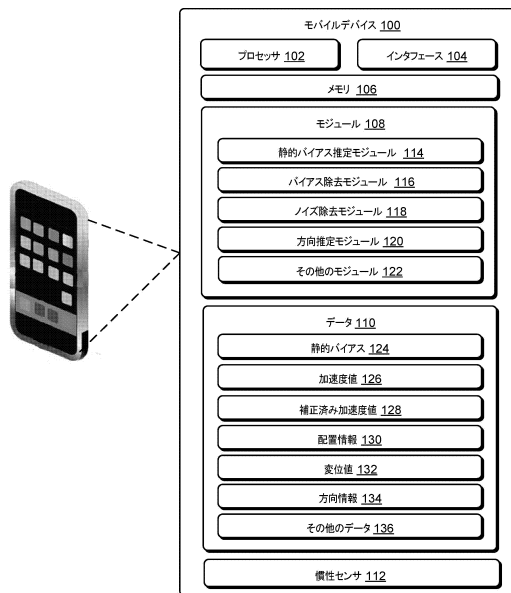 モバイルデバイス 100
プロセッサ 102
インタフェース 104
メモリ 106
モジュール 108
静的バイアス推定モジュール 114
バイアス除去モジュール 116
ノイズ除去モジュール 118
方向推定モジュール 120
その他のモジュール 122
データ 110
静的バイアス 124
加速度値 126
補正済み加速度値 128
配置情報 130
変位値 132
方向情報 134
その他のデータ 136
慣性センサ 112